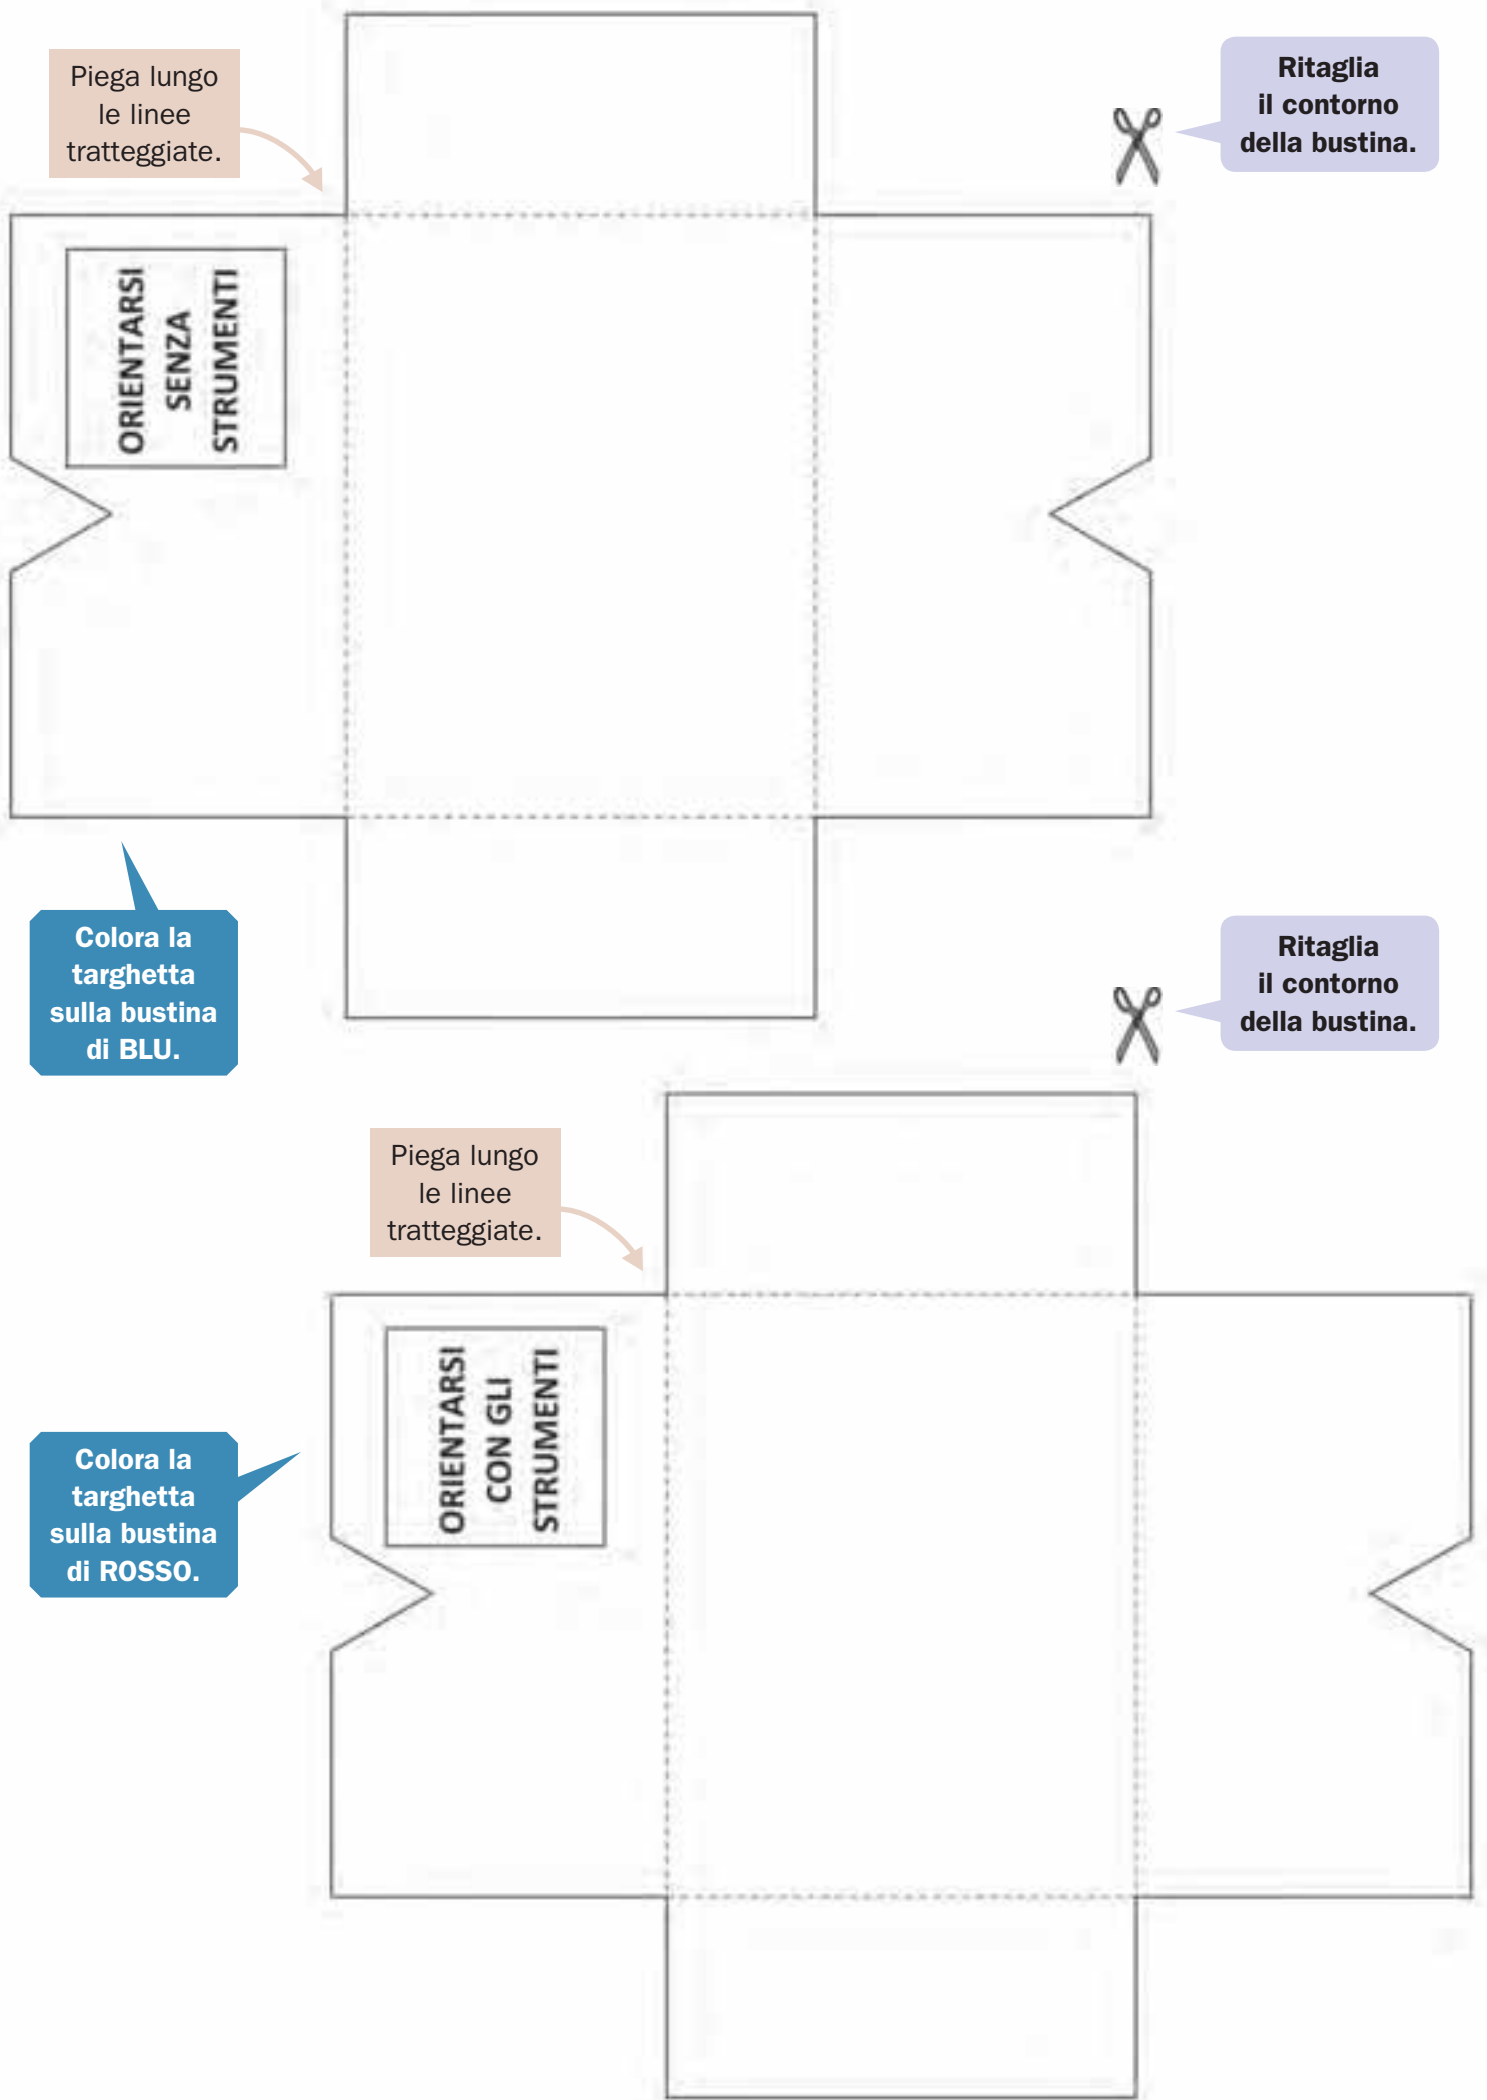 Piega lungo
le linee
tratteggiate.
Ritaglia
il contorno
della bustina.
ORIENTARSI
SENZA
STRUMENTI
Colora la
targhetta
sulla bustina
di BLU.
Ritaglia
il contorno
della bustina.
Piega lungo
le linee
tratteggiate.
ORIENTARSI
CON GLI
STRUMENTI
Colora la
targhetta
sulla bustina
di ROSSO.